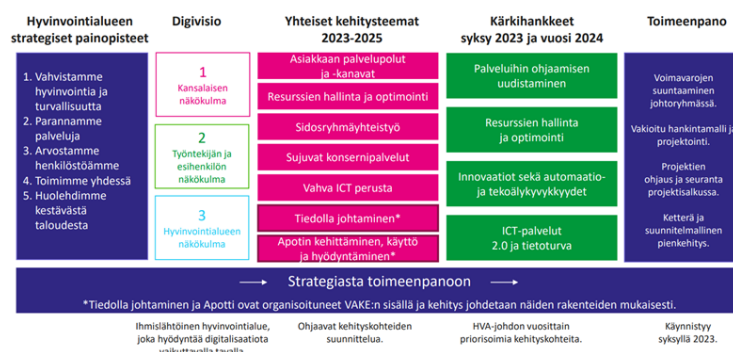 Hyvinvointialueen
strategiset painopisteet
1. Vahvistamme
hyvinvointia ja
turvallisuutta
2. Parannamme
palveluja
3. Arvostamme
henkilöstöämme
4. Toimimme yhdessä
5. Huolehdimme
kestävästä
taloudesta
Digivisio
1
Kansalaisen
näkökulma
2
Työntekijän ja
esihenkilön
näkökulma
3
Hyvinvointialueen
näkökulma
Yhteiset kehitysteemat
2023-2025
Asiakkaan palvelupolut
ja -kanavat
Resurssien hallinta ja optimointi
Sidosryhmäyhteistyö
Sujuvat konsernipalvelut
Vahva ICT perusta
Tiedolla johtaminen*
Apotin kehittäminen, käyttö
ja hyödyntäminen*
Kärkihankkeet
syksy 2023 ja vuosi 2024
Palveluihin ohjaamisen
uudistaminen
Resurssien hallinta
ja optimointi
Innovaatiot sekä automaatio-
ja tekoälykyvykkyydet
ICT-palvelut
2.0 ja tietoturva
Toimeenpano
Voimavarojen
suuntaaminen
johtoryhmässä.
Vakioitu hankintamalli ja
projektointi.
Projektien
ohjaus ja seuranta
projektisalkussa.
Ketterä ja
suunnitelmallinen
pienkehitys.
Strategiasta toimeenpanoon
*Tiedolla johtaminen ja Apotti ovat organisoituneet VAKE:n sisällä ja kehitys johdetaan näiden rakenteiden mukaisesti.
Ihmislähtöinen hyvinvointialue,
joka hyödyntää digitalisaatiota
vaikuttavalla tavalla.
Ohjaavat kehityskohteiden
suunnittelua.
HVA-johdon vuosittain
priorisoimia kehityskohteita.
Käynnistyy
syksyllä 2023.